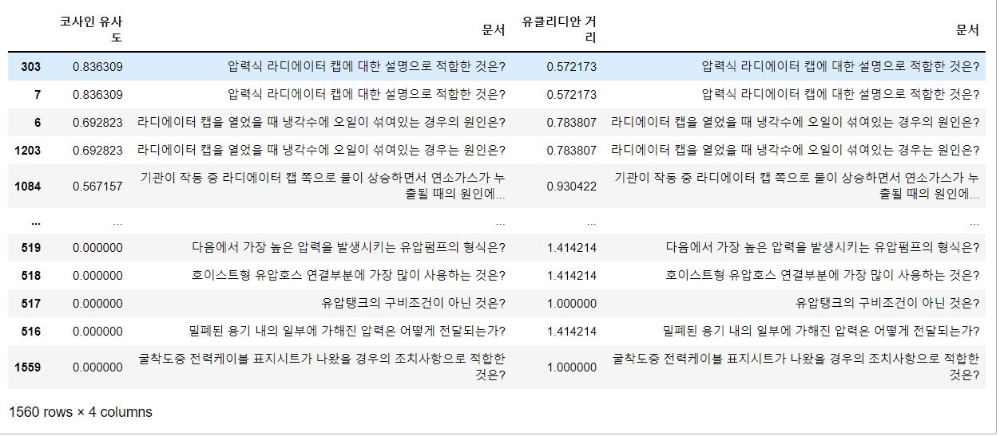 코사인 유사도 문서 유클리디안 거리 문서
303 0.836309 압력식 라디에이터 캡에 대한 설명으로 적합한 것은? 0.572173 압력식 라디에이터 캡에 대한 설명으로 적합한 것은?
7 0.836309 압력식 라디에이터 캡에 대한 설명으로 적합한 것은? 0.572173 압력식 라디에이터 캡에 대한 설명으로 적합한 것은?
6 0.692823 라디에이터 캡을 열었을 때 냉각수에 오일이 섞여있는 경우의 원인은? 0.783807 라디에이터 캡을 열었을 때 냉각수에 오일이 섞여있는 경우의 원인은?
1203 0.692823 라디에이터 캡을 열었을 때 냉각수에 오일이 섞여있는 경우는 원인은? 0.783807 라디에이터 캡을 열었을 때 냉각수에 오일이 섞여있는 경우는 원인은?
1084 0.567157 기관이 작동 중 라디에이터 캡 쪽으로 물이 상승하면서 연소가스가 누출될 때의 원인에... 0.930422 기관이 작동 중 라디에이터 캡 쪽으로 물이 상승하면서 연소가스가 누출될 때의 원인에...
... ... ... ... ...
519 0.000000 다음에서 가장 높은 압력을 발생시키는 유압펌프의 형식은? 1.414214 다음에서 가장 높은 압력을 발생시키는 유압펌프의 형식은?
518 0.000000 호이스트형 유압호스 연결부분에 가장 많이 사용하는 것은? 1.414214 호이스트형 유압호스 연결부분에 가장 많이 사용하는 것은?
517 0.000000 유압탱크의 구비조건이 아닌 것은? 1.000000 유압탱크의 구비조건이 아닌 것은?
516 0.000000 밀폐된 용기 내의 일부에 가해진 압력은 어떻게 전달되는가? 1.414214 밀폐된 용기 내의 일부에 가해진 압력은 어떻게 전달되는가?
1559 0.000000 굴착도중 전력케이블 표지시트가 나왔을 경우의 조치사항으로 적합한 것은? 1.000000 굴착도중 전력케이블 표지시트가 나왔을 경우의 조치사항으로 적합한 것은?
1560 rows × 4 columns